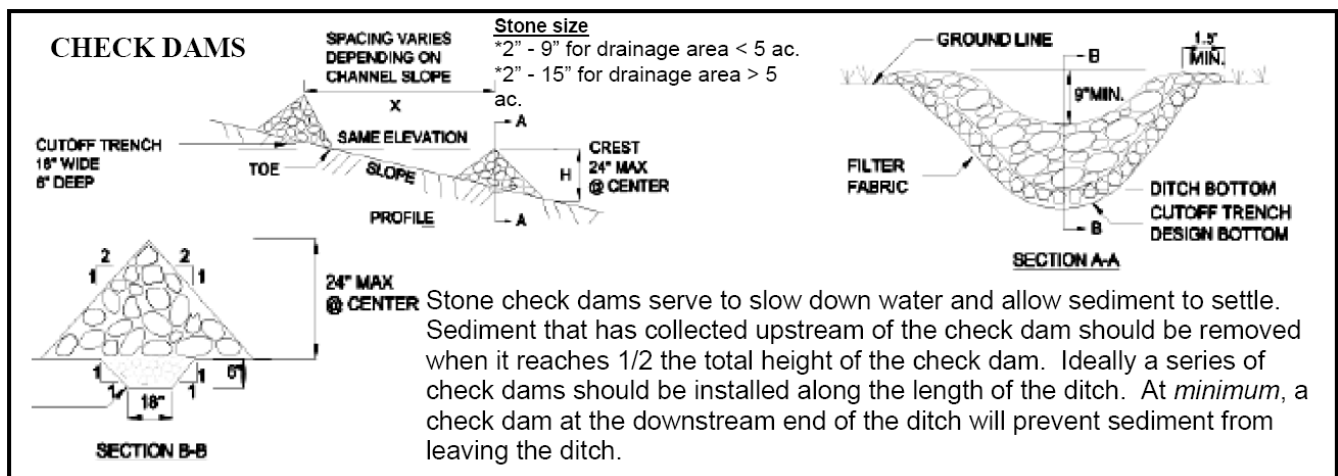 CHECK DAMS
SPACING VARIES
DEPENDING ON
CHANNEL SLOPE
X
Stone size
*2” - 9” for drainage area < 5 ac.
*2” - 15” for drainage area > 5
ac.
SAME ELEVATION
CUTOFF TRENCH
18" WIDE
6" DEEP
TOE
SLOPE
PROFILE
A
A
H
CREST
24" MAX
@ CENTER
GROUND LINE
B
1.5'
MIN.
9" MIN.
FILTER
FABRIC
DITCH BOTTOM
CUTOFF TRENCH
DESIGN BOTTOM
B
SECTION A-A
2
1
2
1
24" MAX
@ CENTER
1
1
1
1
6"
18"
SECTION B-B
Stone check dams serve to slow down water and allow sediment to settle.
Sediment that has collected upstream of the check dam should be removed
when it reaches 1/2 the total height of the check dam.  Ideally a series of
check dams should be installed along the length of the ditch.  At minimum, a
check dam at the downstream end of the ditch will prevent sediment from
leaving the ditch.